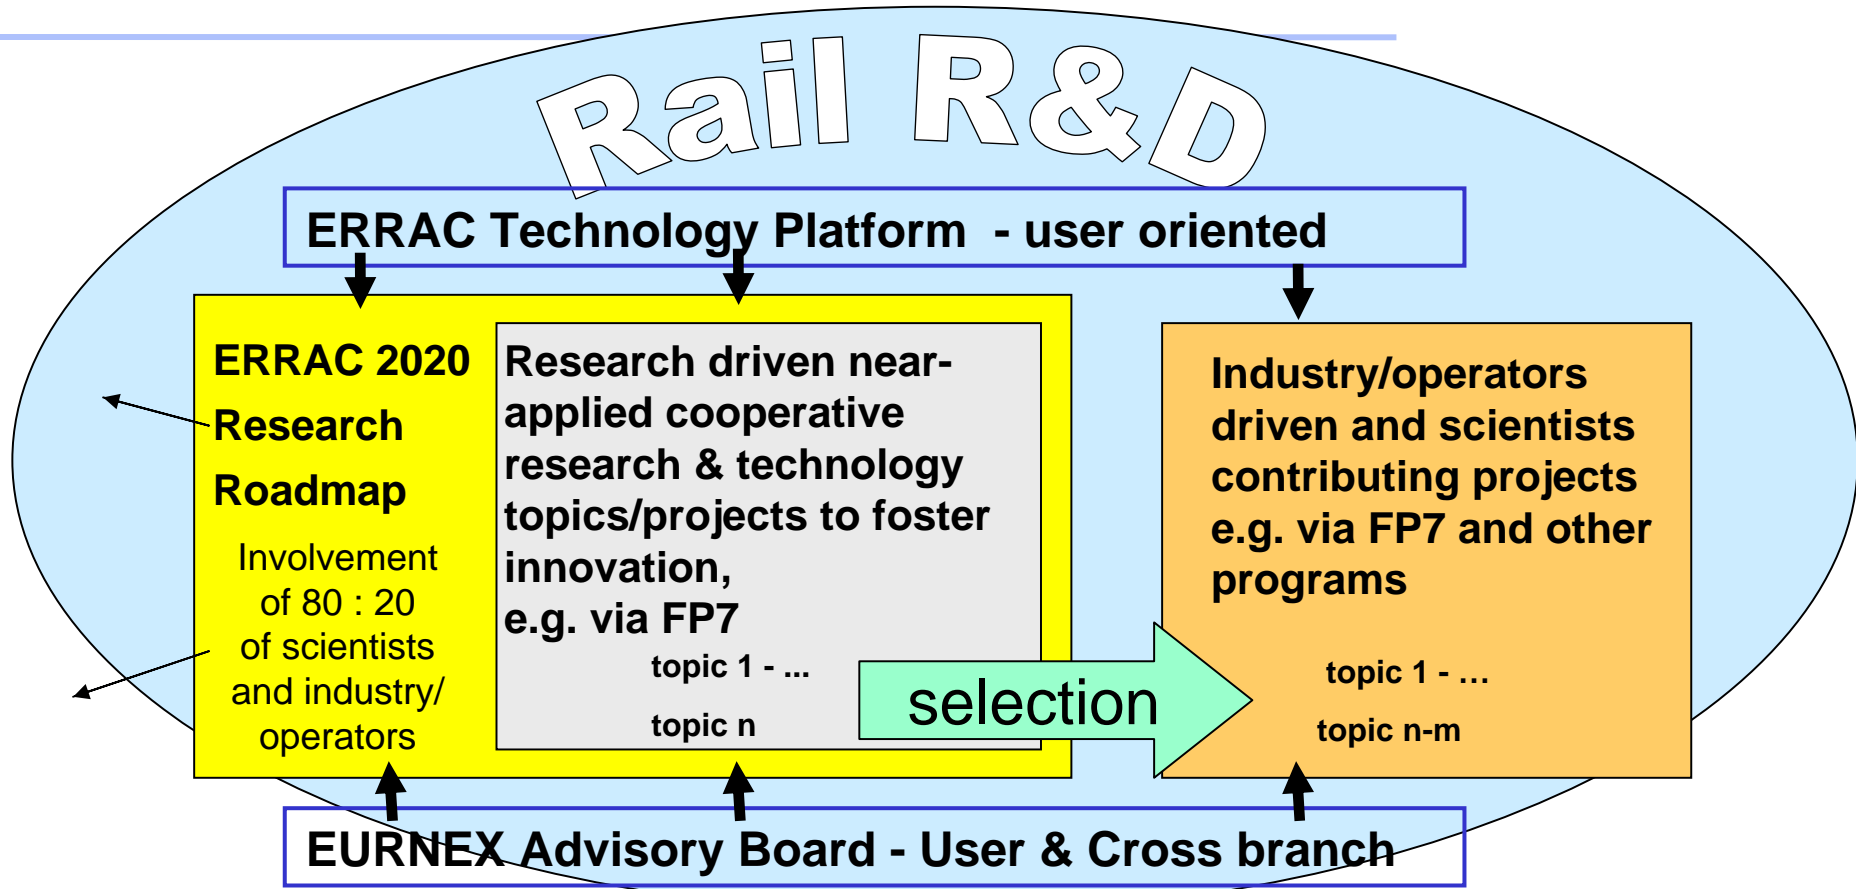 Rail R&D
ERRAC Technology Platform - user oriented
ERRAC 2020
Research
Roadmap
Involvement
of 80 : 20
of scientists
and industry/
operators
Research driven near-
applied cooperative
research & technology
topics/projects to foster
innovation,
e.g. via FP7
topic 1 - ...
topic n
selection
Industry/operators
driven and scientists
contributing projects
e.g. via FP7 and other
programs
topic 1 - …
topic n-m
EURNEX Advisory Board - User & Cross branch